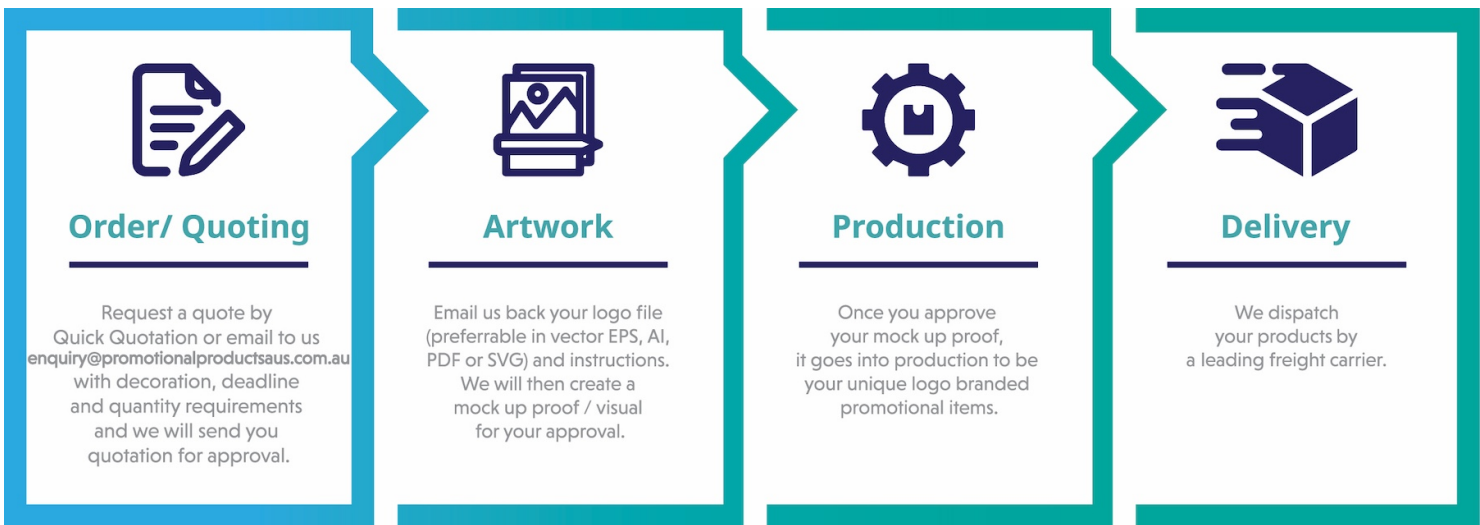 Order/ Quoting
Request a quote by
Quick Quotation or email to us
enquiry@promotionalproductsaus.com.au
with decoration, deadline
and quantity requirements
and we will send you
quotation for approval.
Artwork
Email us back your logo file
(preferrable in vector EPS, AI,
PDF or SVG) and instructions.
We will then create a
mock up proof / visual
for your approval.
Production
Once you approve
your mock up proof,
it goes into production to be
your unique logo branded
promotional items.
Delivery
We dispatch
your products by
a leading freight carrier.